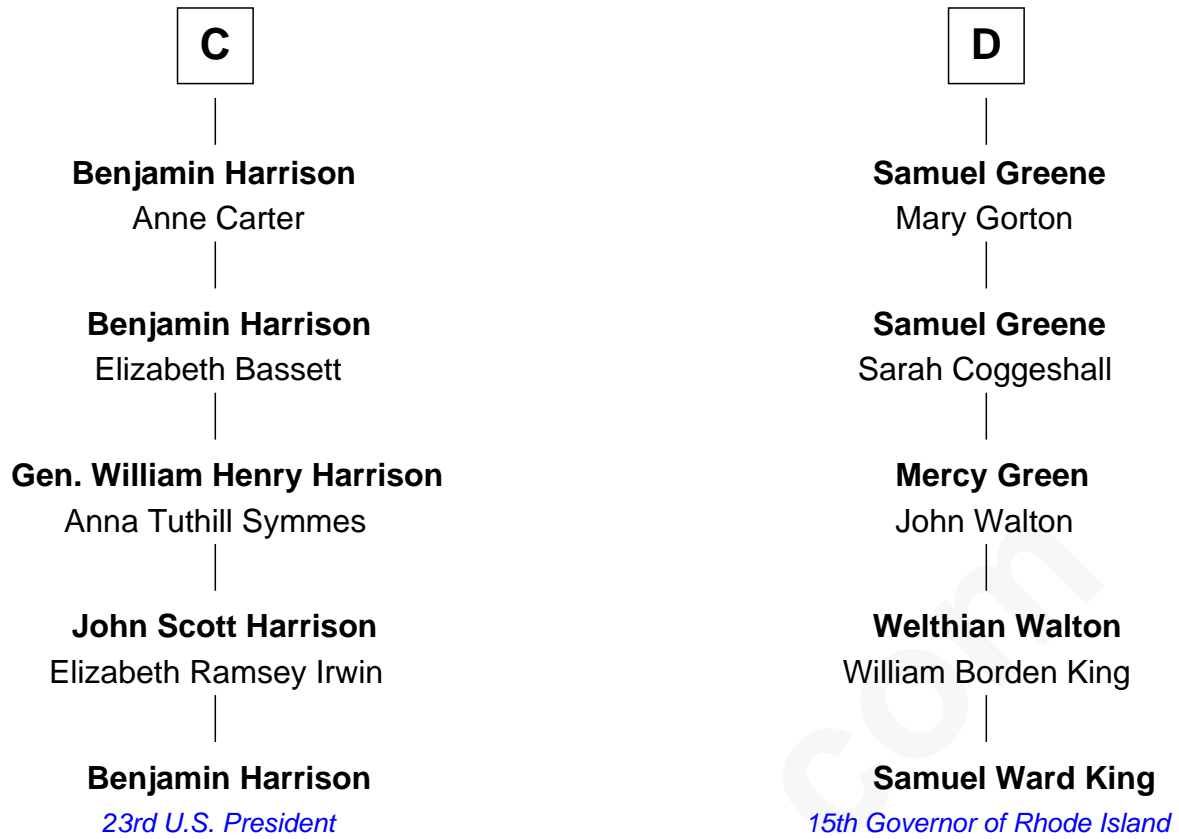 C
Benjamin Harrison
Anne Carter
Benjamin Harrison
Elizabeth Bassett
Gen. William Henry Harrison
Anna Tuthill Symmes
John Scott Harrison
Elizabeth Ramsey Irwin
Benjamin Harrison
23rd U.S. President
D
Samuel Greene
Mary Gorton
Samuel Greene
Sarah Coggeshall
Mercy Green
John Walton
Welthian Walton
William Borden King
Samuel Ward King
15th Governor of Rhode Island
com